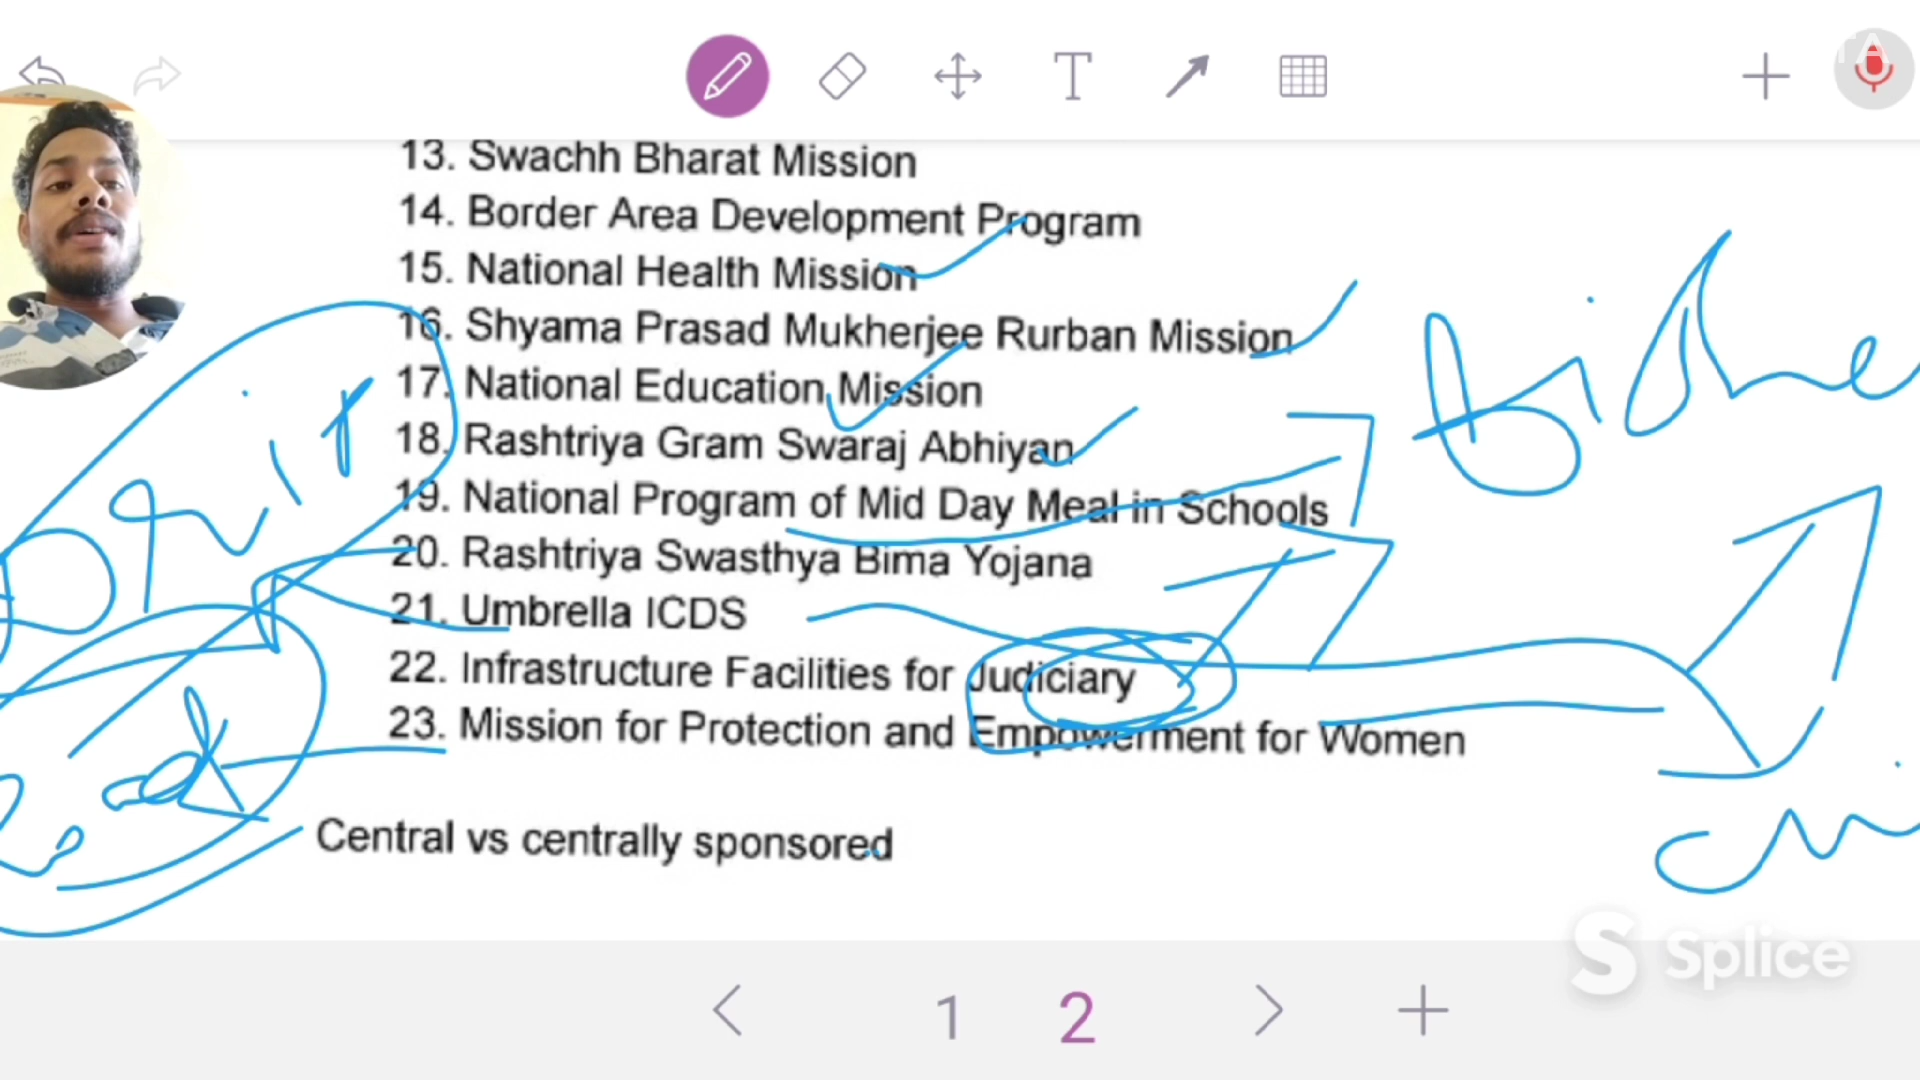 13. Swachh Bharat Mission
14. Border Area Development Program
15. National Health Mission
16. Shyama Prasad Mukherjee Rurban Mission
17. National Education Mission
18. Rashtriya Gram Swaraj Abhiyan
19. National Program of Mid Day Meal in Schools
20. Rashtriya Swasthya Bima Yojana
21. Umbrella ICDS
22. Infrastructure Facilities for Judiciary
23. Mission for Protection and Empowerment for Women
Central vs centrally sponsored
S Splice
1 2